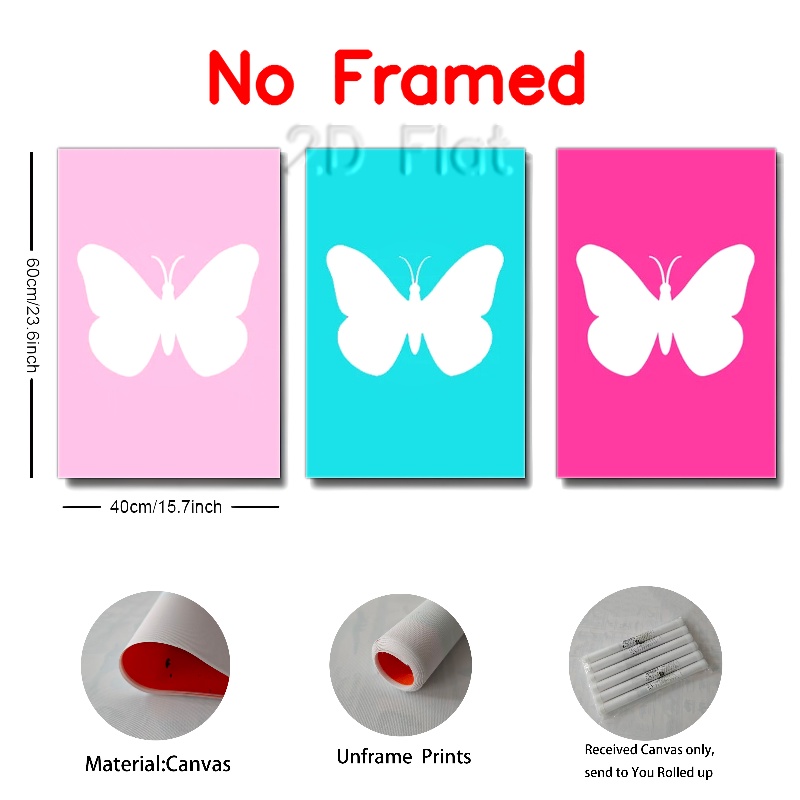 No Framed
2D Flat
60cm/23.6inch
40cm/15.7inch
Material:Canvas
Unframe Prints
Received Canvas only,
send to You Rolled up